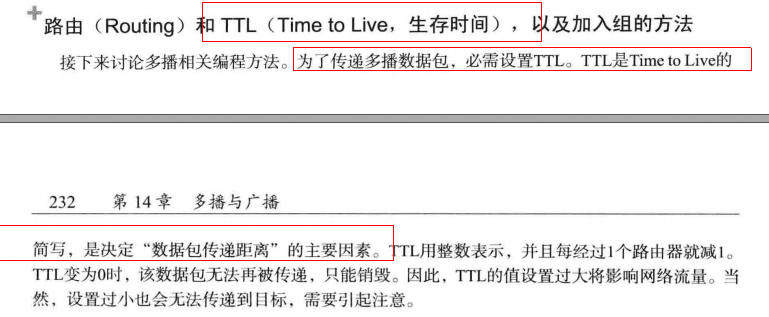 路由（Routing）和 TTL（Time to Live，生存时间），以及加入组的方法
接下来讨论多播相关编程方法。为了传递多播数据包，必需设置TTL。TTL是Time to Live的
232 第 14 章 多播与广播
简写，是决定“数据包传递距离”的主要因素。TTL用整数表示，并且每经过1个路由器就减1。
TTL变为0时，该数据包无法再被传递，只能销毁。因此，TTL的值设置过大将影响网络流量。当
然，设置过小也会无法传递到目标，需要引起注意。